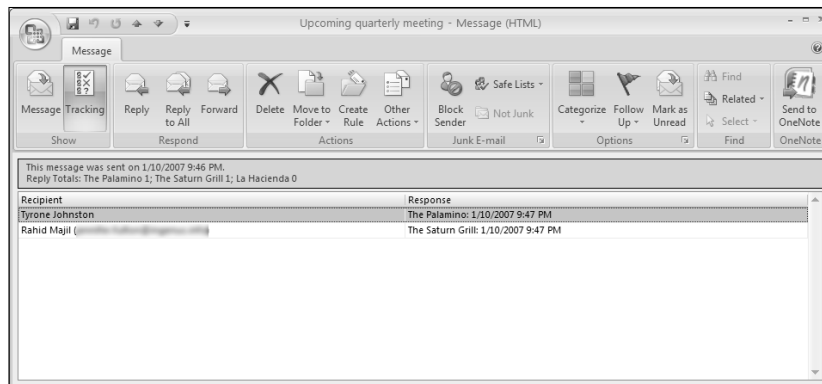 Upcoming quarterly meeting - Message (HTML)
Message
Message Tracking Reply Reply to All Forward Delete Move to Folder Create Rule Other Actions Block Sender Safe Lists Not Junk Categorize Follow Up Mark as Unread Find Related Select Send to OneNote
Show Respond Actions Junk E-mail Options Find OneNote
This message was sent on 1/10/2007 9:46 PM.
Reply Totals: The Palamino 1; The Saturn Grill 1; La Hacienda 0
Recipient Response
Tyrone Johnston The Palamino: 1/10/2007 9:47 PM
Rahid Majil ( The Saturn Grill: 1/10/2007 9:47 PM